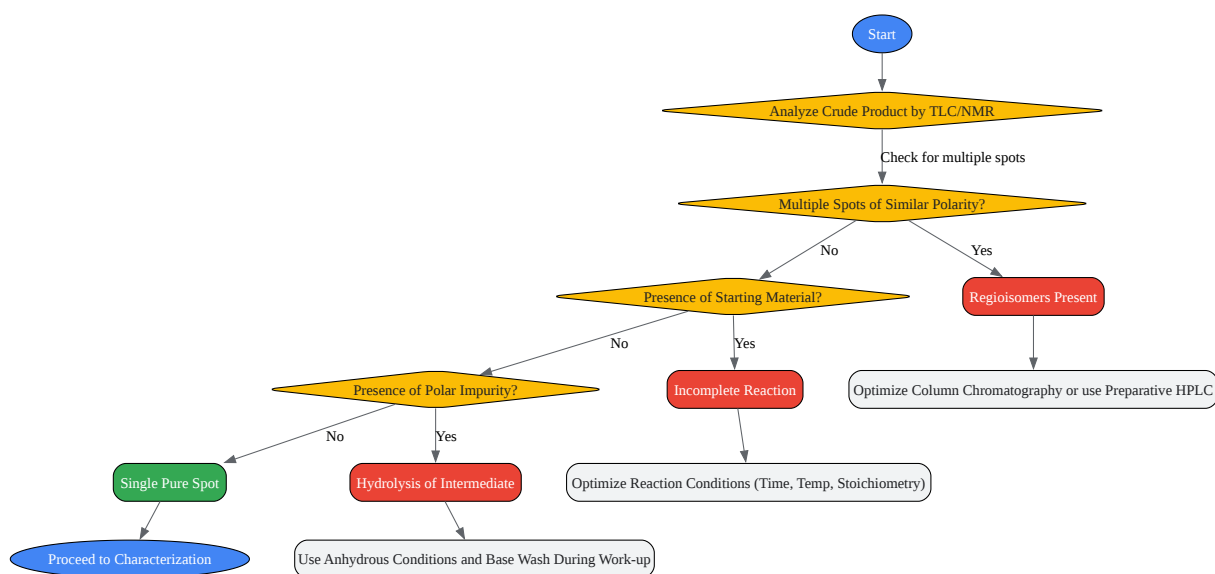 Start
Analyze Crude Product by TLC/NMR
Check for multiple spots
Multiple Spots of Similar Polarity?
No
Yes
Presence of Starting Material?
Regioisomers Present
No
Yes
Presence of Polar Impurity?
Incomplete Reaction
Optimize Column Chromatography or use Preparative HPLC
No
Yes
Single Pure Spot
Hydrolysis of Intermediate
Optimize Reaction Conditions (Time, Temp, Stoichiometry)
Proceed to Characterization
Use Anhydrous Conditions and Base Wash During Work-up